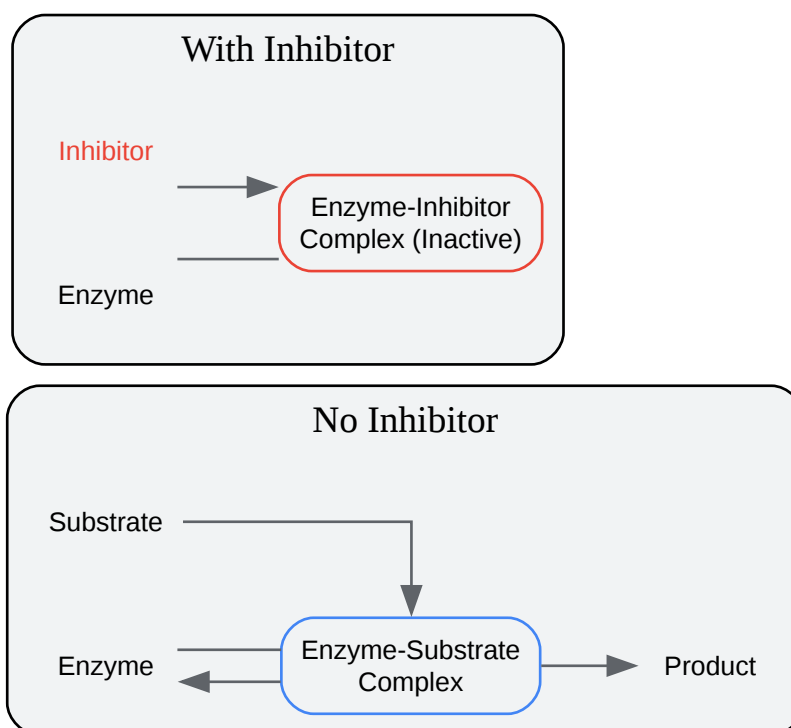 With Inhibitor
Inhibitor
Enzyme-Inhibitor
Complex (Inactive)
Enzyme
No Inhibitor
Substrate
Enzyme
Enzyme-Substrate
Complex
Product